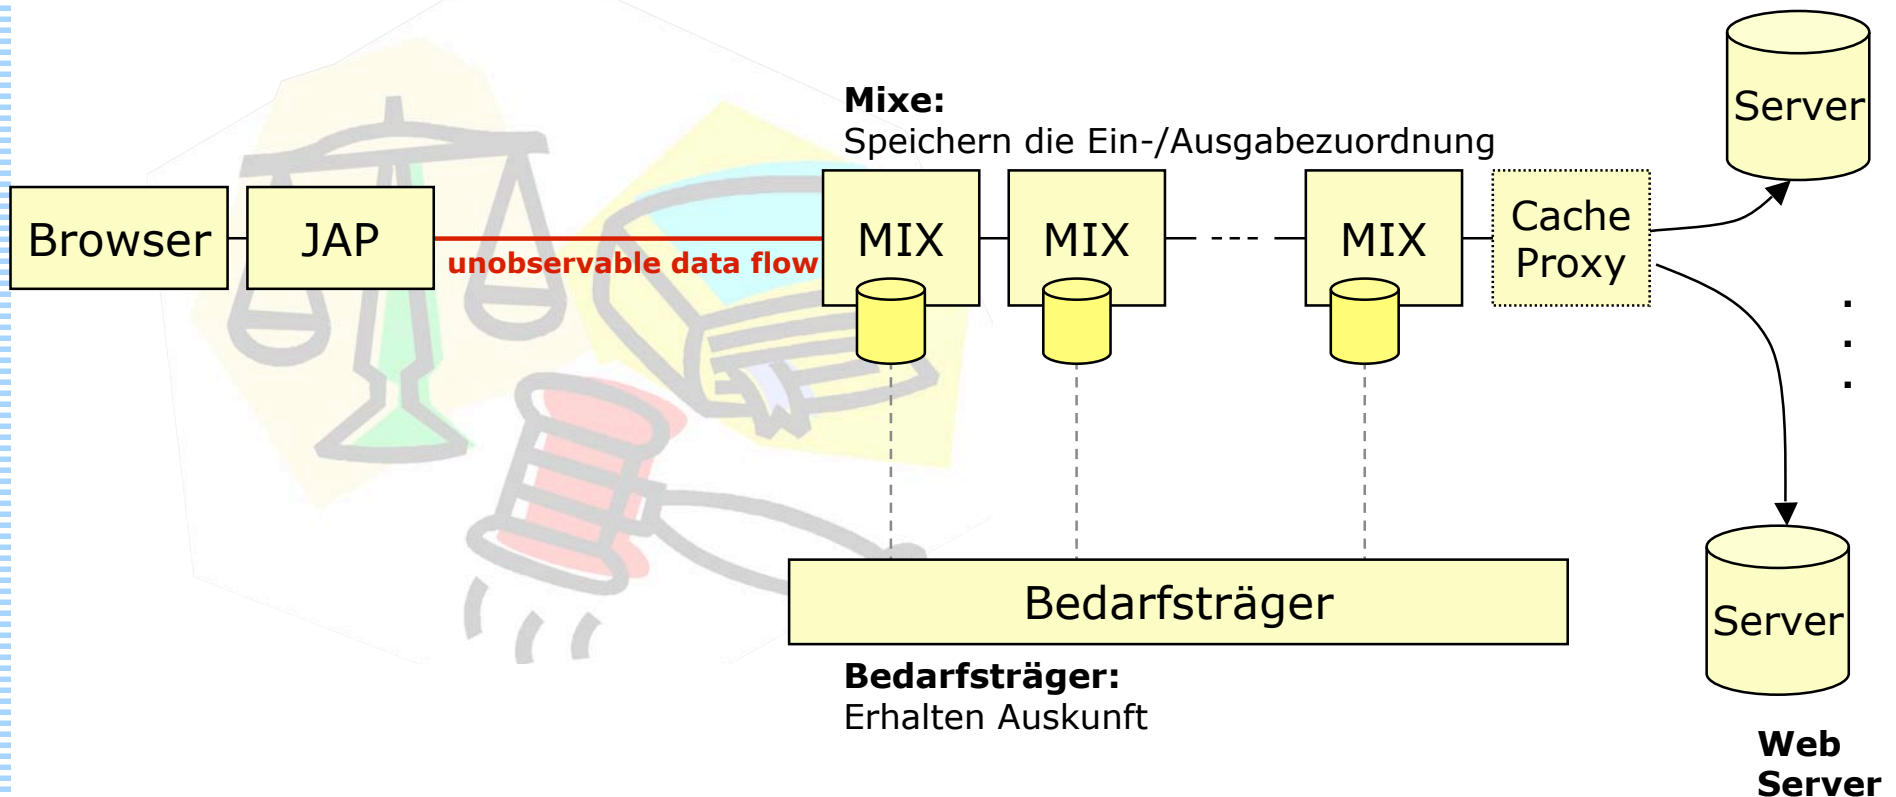 Mixe:
Speichern die Ein-/Ausgabezuordnung
Browser
JAP
unobservable data flow
MIX
MIX
MIX
Cache
Proxy
Server
.
.
.
Server
Bedarfsträger
Bedarfsträger:
Erhalten Auskunft
Web
Server